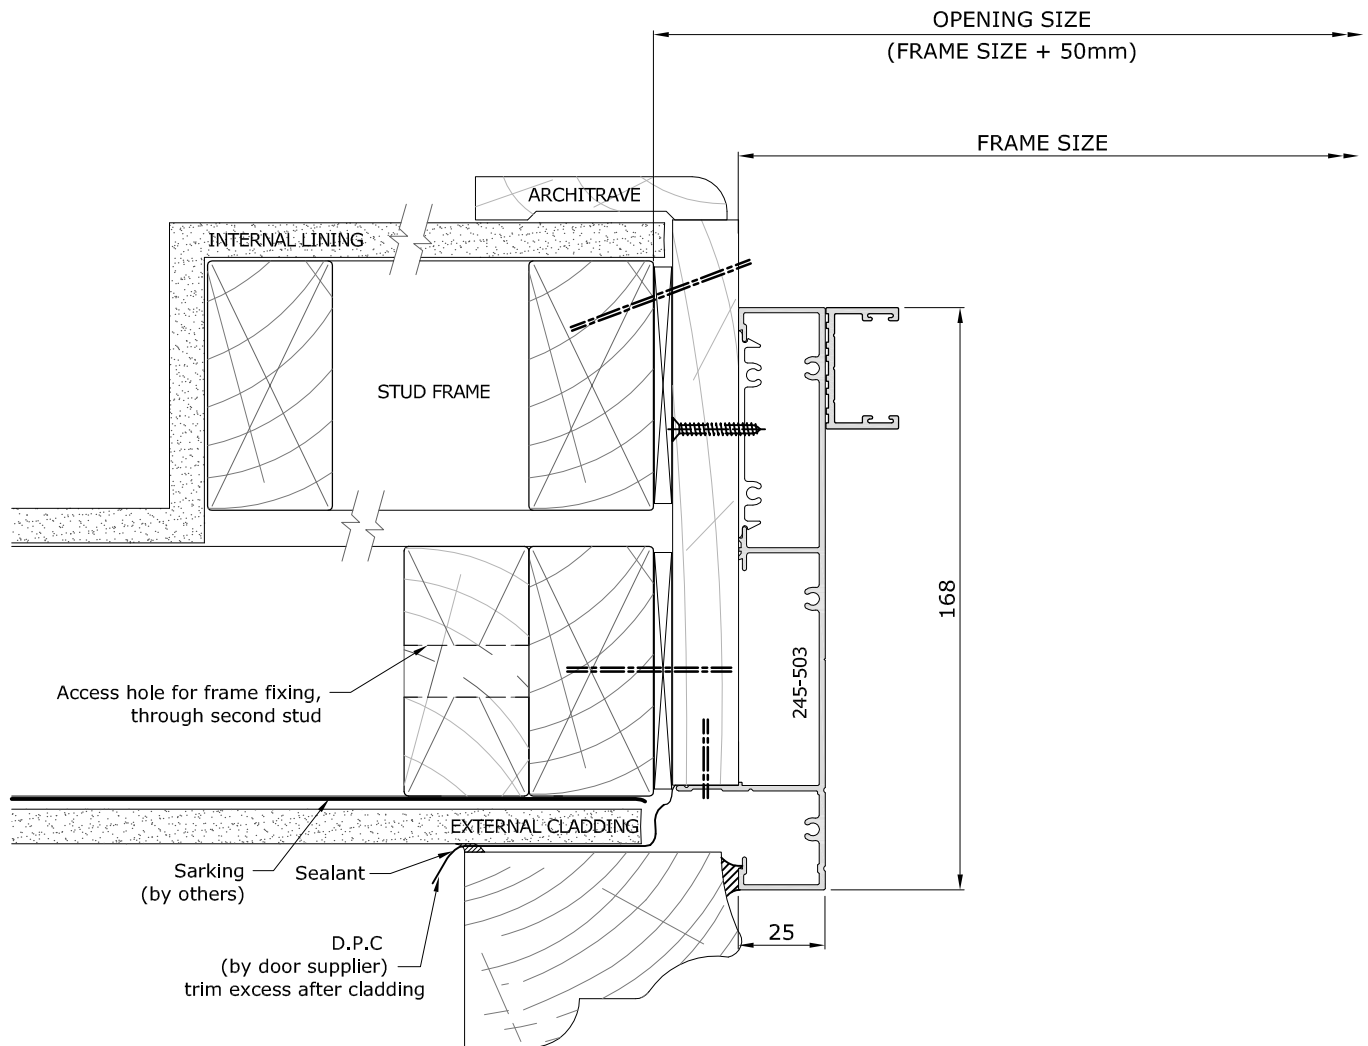 OPENING SIZE
(FRAME SIZE + 50mm)
FRAME SIZE
ARCHITRAVE
INTERNAL LINING
STUD FRAME
168
245-503
Access hole for frame fixing,
through second stud
EXTERNAL CLADDING
Sarking
(by others)
Sealant
25
D.P.C
(by door supplier)
trim excess after cladding